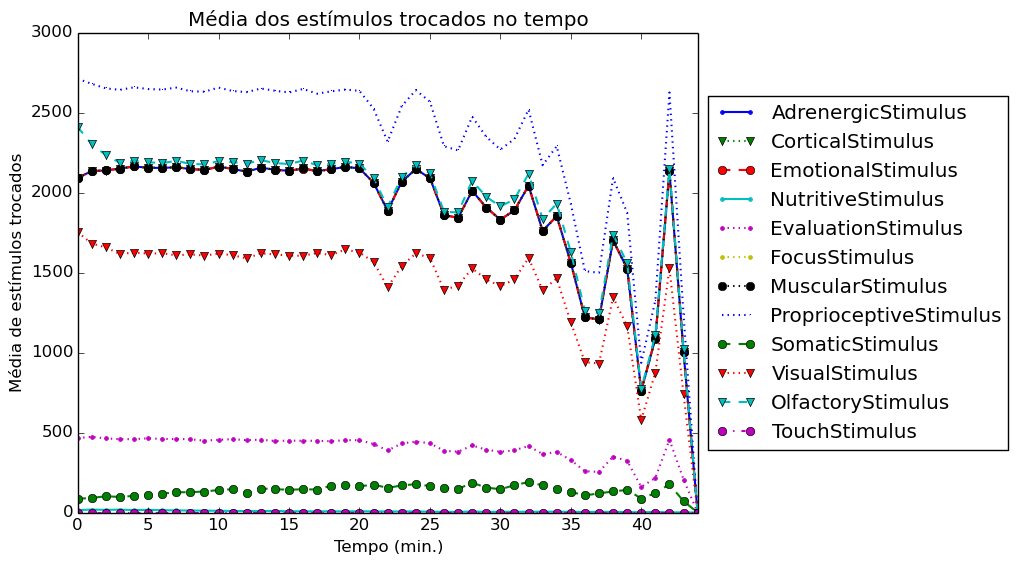 Média dos estímulos trocados no tempo
3000
2500
2000
1500
1000
500
0
Média de estímulos trocados
0 5 10 15 20 25 30 35 40
Tempo (min.)
AdrenergicStimulus
CorticalStimulus
EmotionalStimulus
NutritiveStimulus
EvaluationStimulus
FocusStimulus
MuscularStimulus
ProprioceptiveStimulus
SomaticStimulus
VisualStimulus
OlfactoryStimulus
TouchStimulus